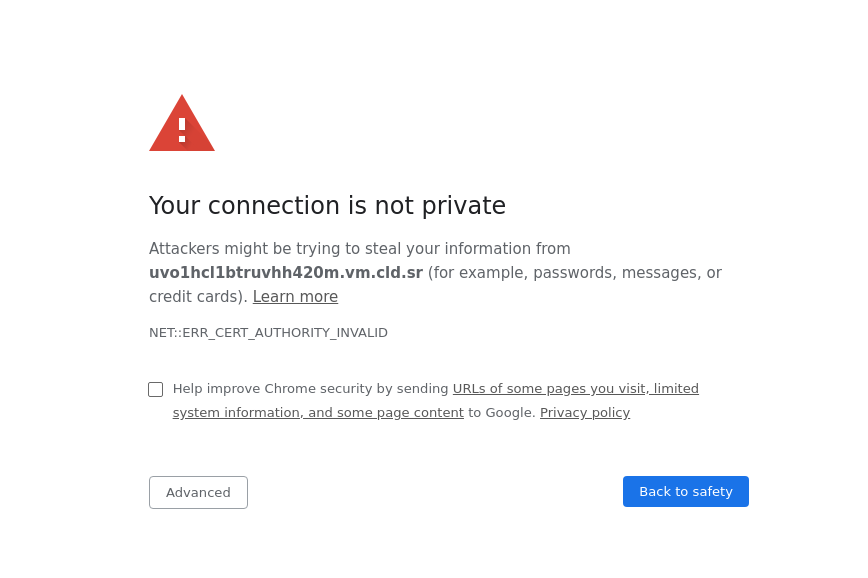 Your connection is not private
Attackers might be trying to steal your information from
uvo1hcl1btruvhh420m.vm.cld.sr (for example, passwords, messages, or
credit cards). Learn more
NET::ERR_CERT_AUTHORITY_INVALID
Help improve Chrome security by sending URLs of some pages you visit, limited
system information, and some page content to Google. Privacy policy
Advanced
Back to safety